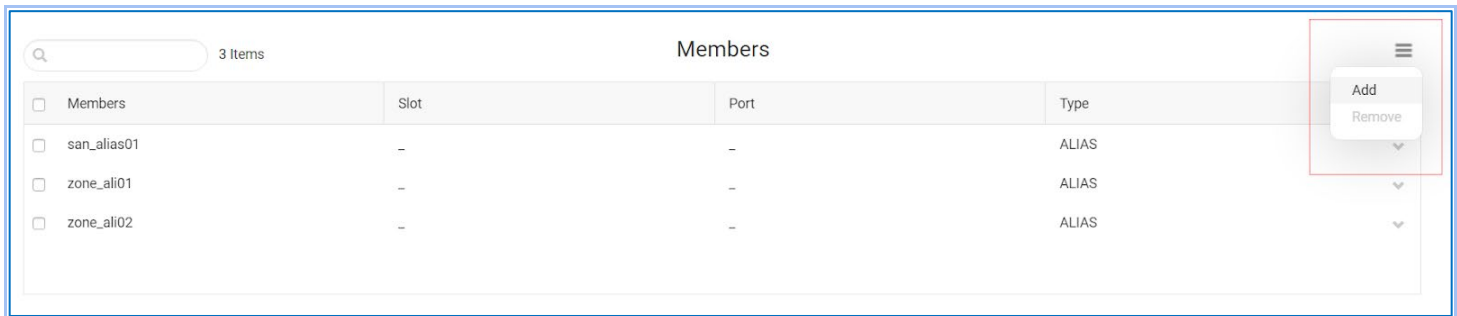 3 Items
Members
Add
Remove
Members Slot Port Type
san_alias01 _ _ ALIAS
zone_ali01 _ _ ALIAS
zone_ali02 _ _ ALIAS